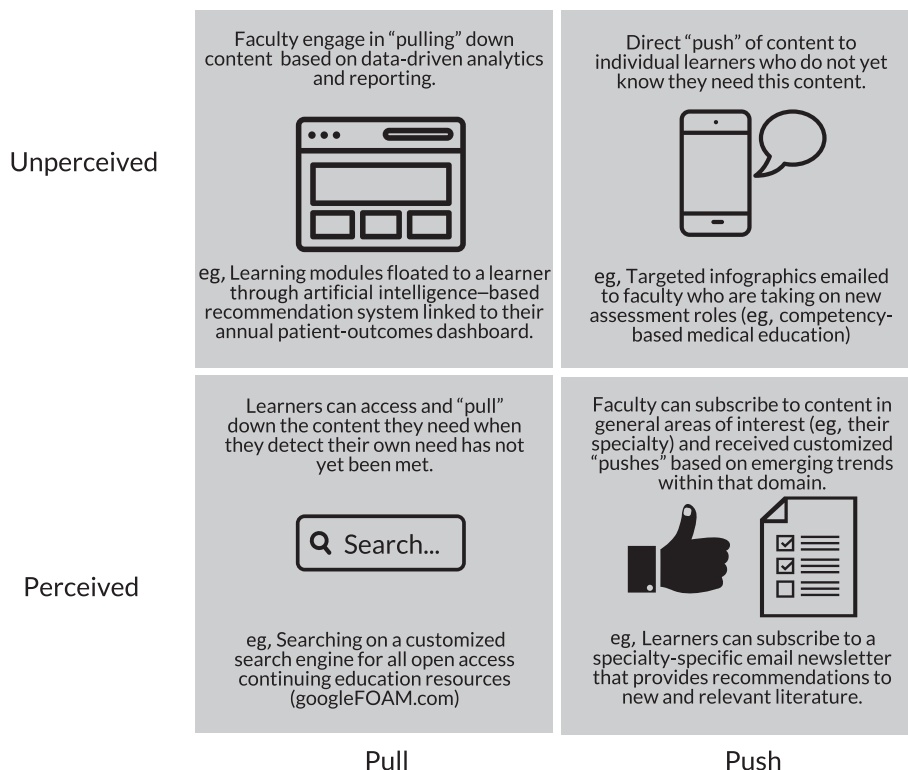 Unperceived
Faculty engage in “pulling” down
content based on data-driven analytics
and reporting.
eg, Learning modules floated to a learner
through artificial intelligence–based
recommendation system linked to their
annual patient-outcomes dashboard.
Direct “push” of content to
individual learners who do not yet
know they need this content.
eg, Targeted infographics emailed
to faculty who are taking on new
assessment roles (eg, competency-
based medical education)
Perceived
Learners can access and “pull”
down the content they need when
they detect their own need has not
yet been met.
Search...
eg, Searching on a customized
search engine for all open access
continuing education resources
(googleFOAM.com)
Faculty can subscribe to content in
general areas of interest (eg, their
specialty) and received customized
“pushes” based on emerging trends
within that domain.
eg, Learners can subscribe to a
specialty-specific email newsletter
that provides recommendations to
new and relevant literature.
Pull
Push